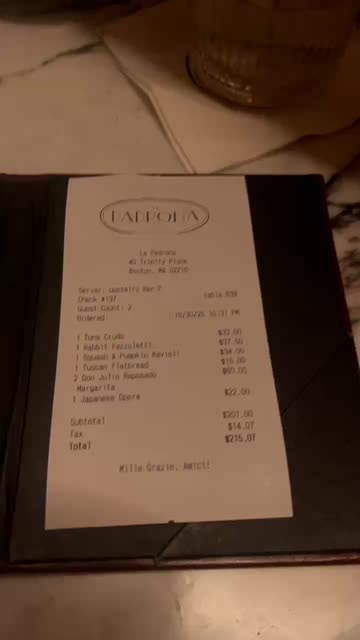 LA PADRONA
La Padrona
40 Trinity Place
Boston, MA 02210
Server: upstairs Bar 2
Check #197 Table 839
Guest Count: 2
Ordered: 10/30/25 10:31 PM
1 Tuna Crudo $32.00
1 Rabbit Fazzoletti $37.00
1 Squash & Pumpkin Ravioli $34.00
1 Tuscan Flatbread $16.00
2 Don Julio Reposado $60.00
Margarita
1 Japanese Opera $22.00
Subtotal $201.00
Tax $14.07
Total $215.07
Mille Grazie, Amici!